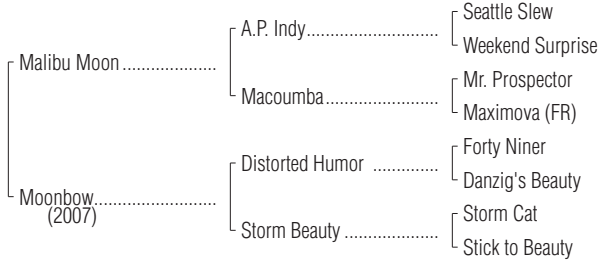 Seattle Slew
A.P. Indy........................
Weekend Surprise
Malibu Moon .................
Mr. Prospector
Macoumba....................
Maximova (FR)
Forty Niner
Distorted Humor ............
Danzig's Beauty
Moonbow......................
(2007)
Storm Cat
Storm Beauty .................
Stick to Beauty